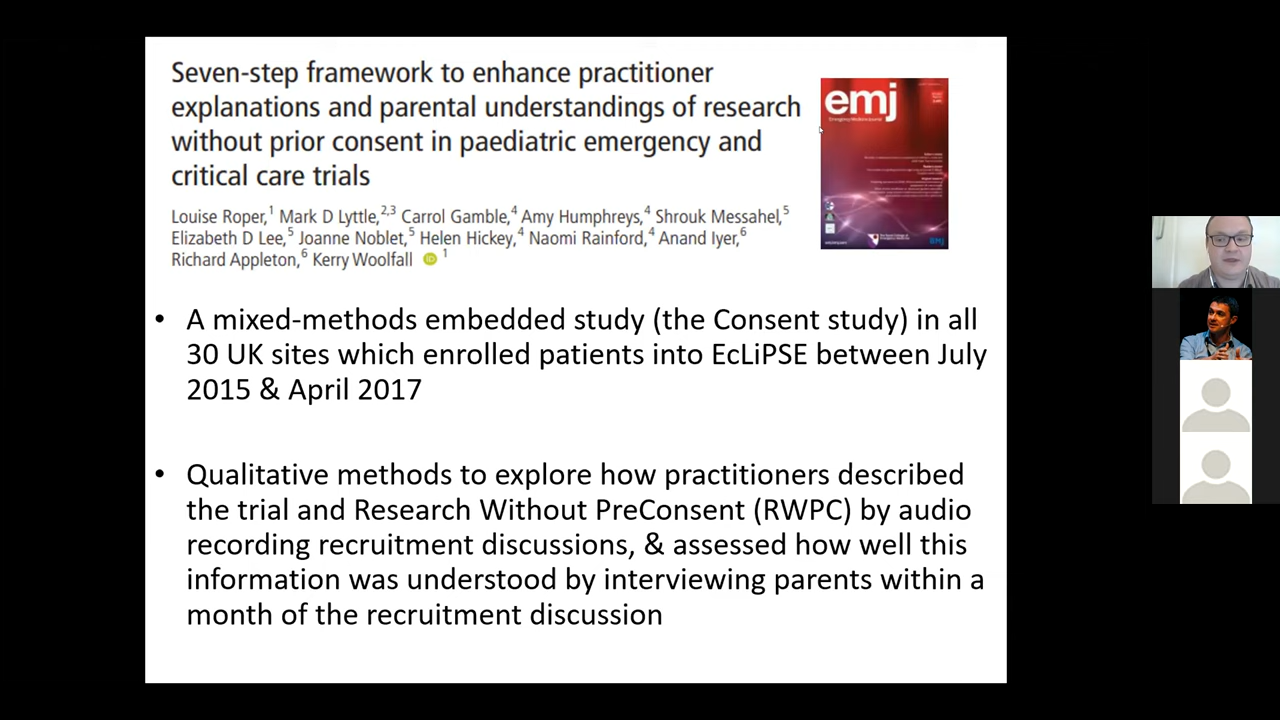 Seven-step framework to enhance practitioner
explanations and parental understandings of research
without prior consent in paediatric emergency and
critical care trials
Louise Roper,¹ Mark D Lyttle,²,³ Carrol Gamble,⁴ Amy Humphreys,⁴ Shrouk Messahel,⁵
Elizabeth D Lee,⁵ Joanne Noblet,⁵ Helen Hickey,⁴ Naomi Rainford,⁴ Anand Iyer,⁶
Richard Appleton,⁶ Kerry Woolfall iD ¹
emj
Emergency Medicine Journal
BMJ
• A mixed-methods embedded study (the Consent study) in all
30 UK sites which enrolled patients into EcLiPSE between July
2015 & April 2017
• Qualitative methods to explore how practitioners described
the trial and Research Without PreConsent (RWPC) by audio
recording recruitment discussions, & assessed how well this
information was understood by interviewing parents within a
month of the recruitment discussion